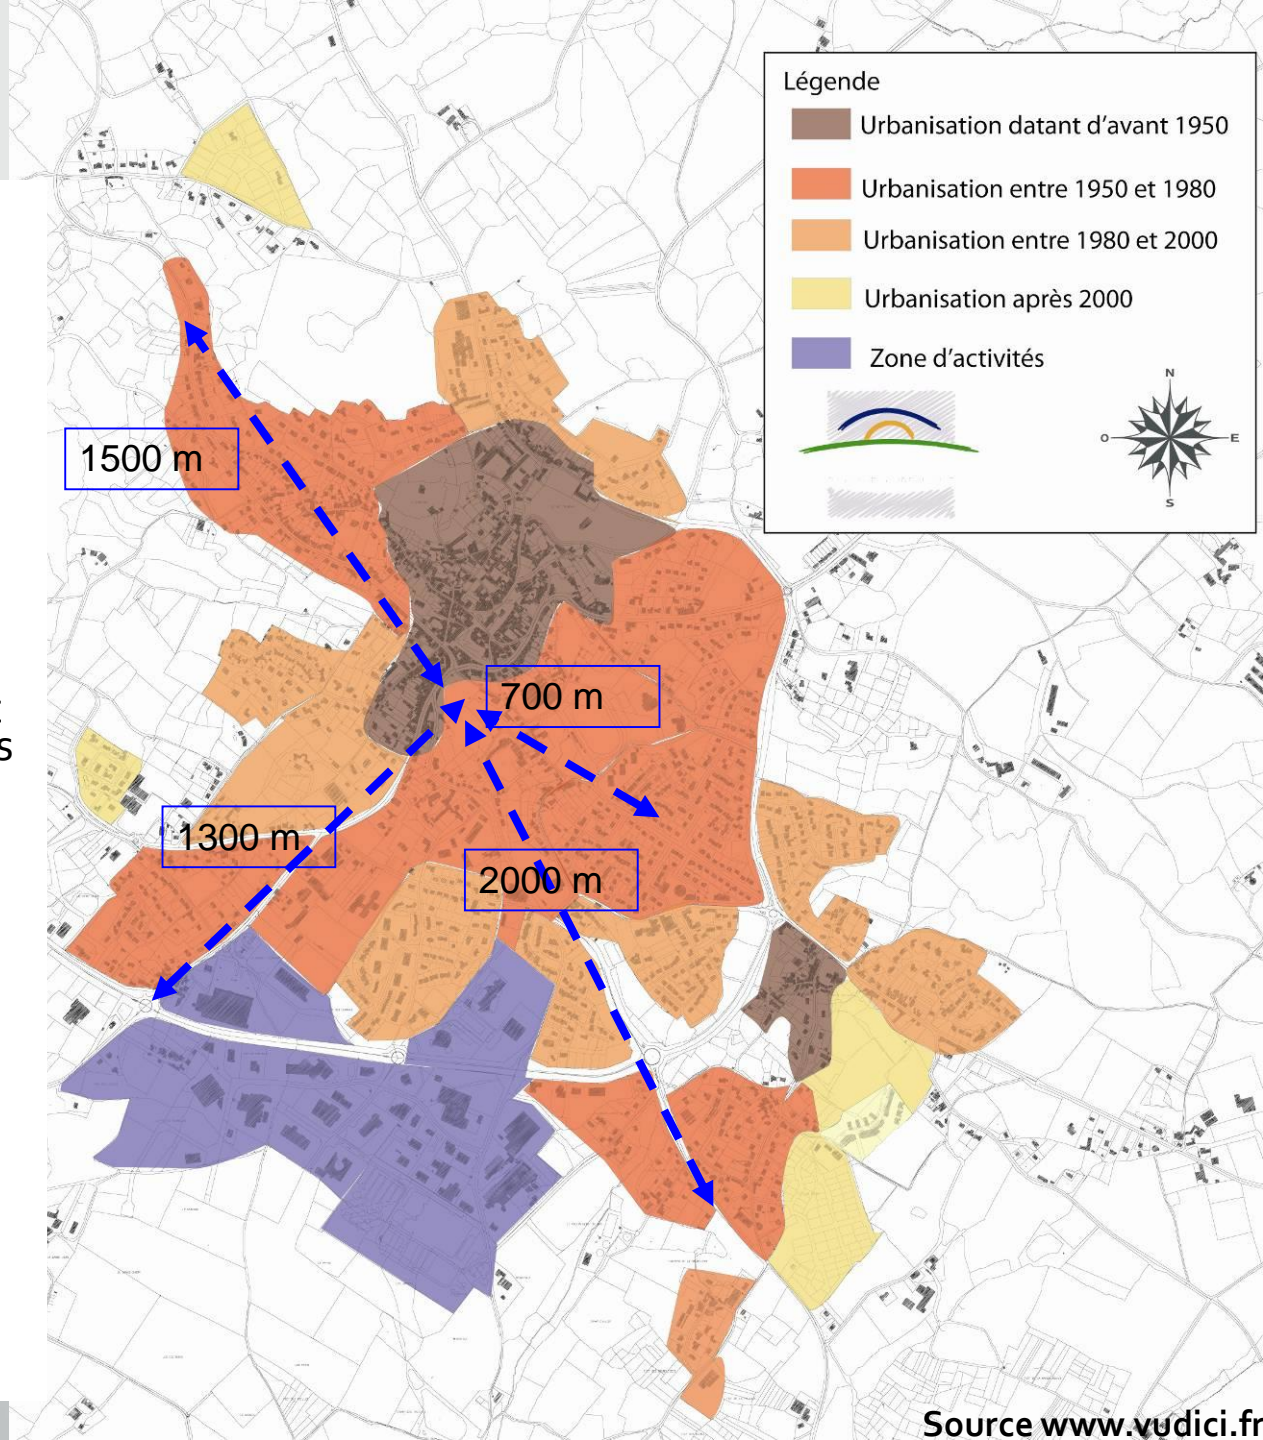 Légende
Urbanisation datant d'avant 1950
Urbanisation entre 1950 et 1980
Urbanisation entre 1980 et 2000
Urbanisation après 2000
Zone d'activités
N
O
E
S
1500 m
700 m
s
1300 m
2000 m
Source www.vudici.fr